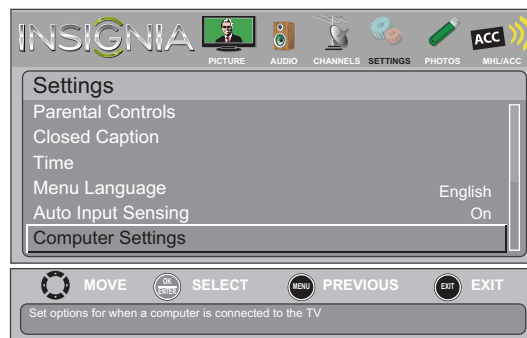 INSIGNIA
PICTURE AUDIO CHANNELS SETTINGS PHOTOS MHL/ACC
ACC
Settings
Parental Controls
Closed Caption
Time
Menu Language English
Auto Input Sensing On
Computer Settings
MOVE OK ENTER SELECT MENU PREVIOUS EXIT EXIT
Set options for when a computer is connected to the TV